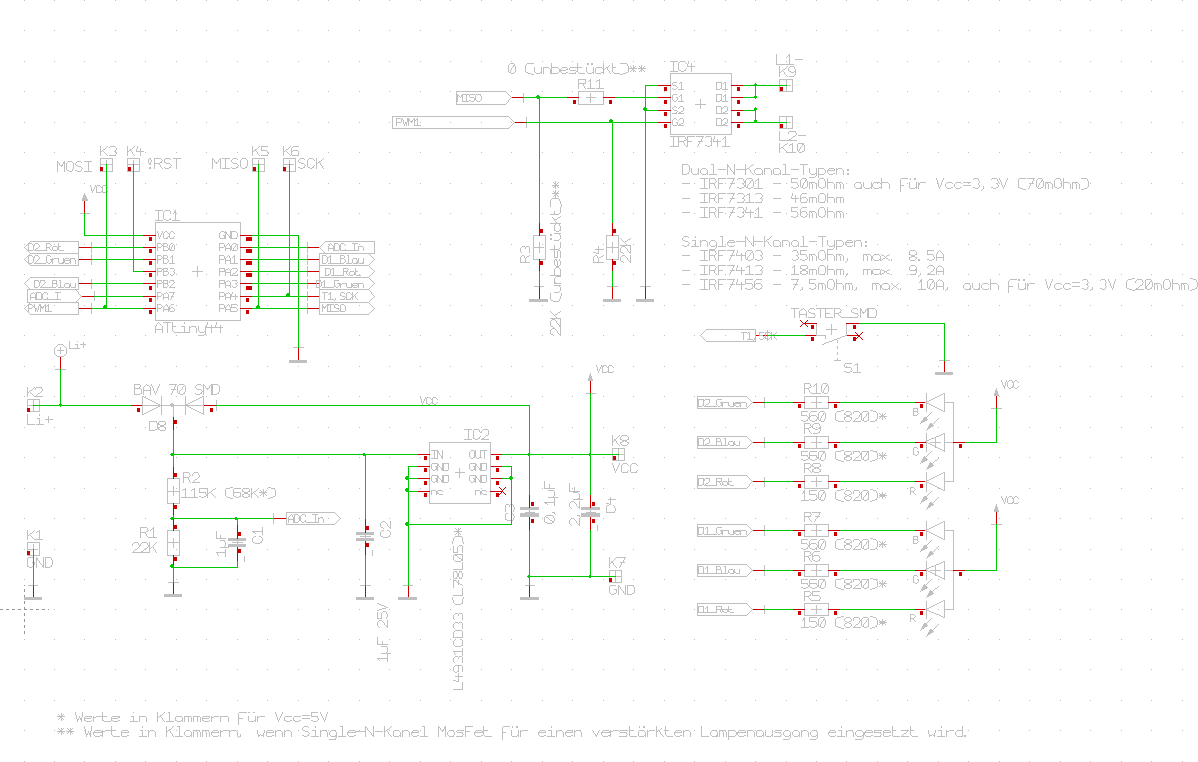 0 (unbestückt)**
R11
MISO
PWM1
IC4
S1
G1
S2
G2
D1
D1
D2
D2
IRF7341
L1-
K9
L2-
K10
R3
22K (unbestückt)**
R4
22K
Dual-N-Kanal-Typen:
- IRF7301 - 50mOhm auch für Vcc=3,3V (70mOhm)
- IRF7313 - 46mOhm
- IRF7341 - 56mOhm
Single-N-Kanal-Typen:
- IRF7403 - 35mOhm, max. 8.5A
- IRF7413 - 18mOhm, max. 9,2A
- IRF7456 - 7,5mOhm, max. 10A, auch für Vcc=3,3V (20mOhm)
MOSI
K3
K4
!RST
MISO
K5
K6
SCK
VCC
IC1
VCC
PB0
PB1
PB3
PB2
PA7
PA6
GND
PA0
PA1
PA2
PA3
PA4
PA5
ATtiny44
D2_Rot
D2_Gruen
D2_Blau
ADC_I
PWM1
ADC_In
D1_Blau
D1_Rot
D1_Gruen
T1_SCK
MISO
TASTER_SMD
S1
Li+
K2
Li+
BAV 70 SMD
D8
VCC
R2
115K (68K*)
R1
22K
ADC_In
1µF
C1
K1
GND
C2
1µF 25V
IC2
IN
GND
GND
nc
OUT
GND
GND
nc
L4931CD33 (L78L05)*
C3
0,1µF
2.2µF
VCC
K8
VCC
K7
GND
D2_Gruen
R10
560 (820)*
B
D2_Blau
R9
560 (820)*
G
D2_Rot
R8
150 (820)*
R
VCC
D1_Gruen
R7
560 (820)*
B
D1_Blau
R6
560 (820)*
G
D1_Rot
R5
150 (820)*
R
VCC
* Werte in Klammern für Vcc=5V
** Werte in Klammern, wenn Single-N-Kanel MosFet für einen verstärkten Lampenausgang eingesetzt wird.